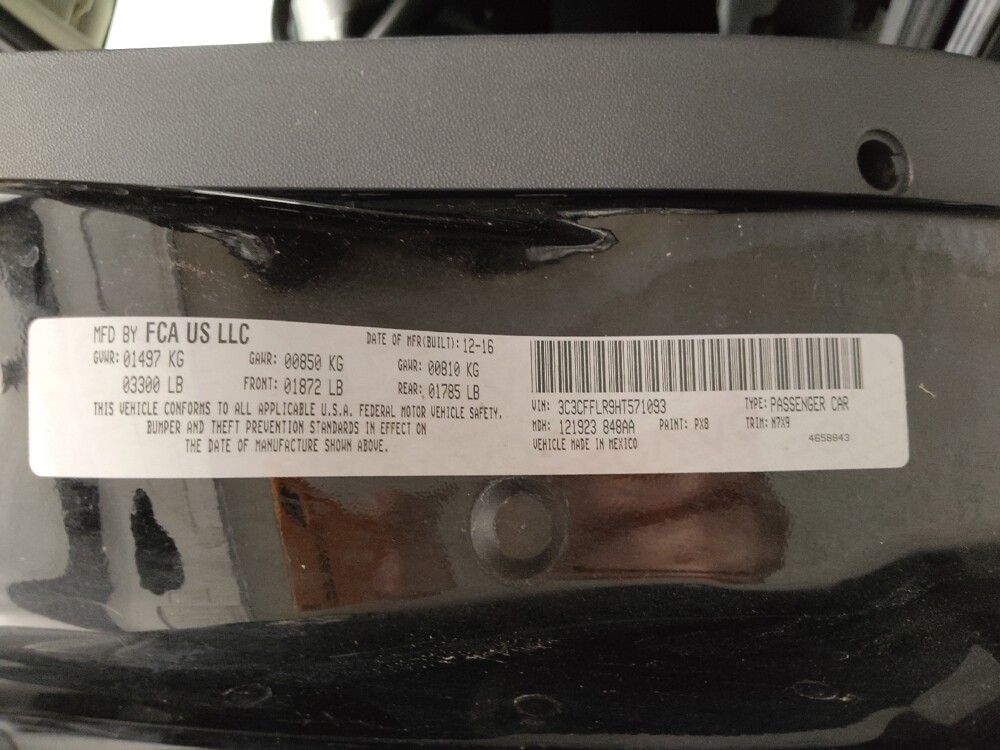 MFD BY FCA US LLC DATE OF MFR(BUILT): 12-16
GVWR: 01497 KG GAWR: 00850 KG GAWR: 00810 KG
03300 LB FRONT: 01872 LB REAR: 01785 LB
THIS VEHICLE CONFORMS TO ALL APPLICABLE U.S.A. FEDERAL MOTOR VEHICLE SAFETY,
BUMPER AND THEFT PREVENTION STANDARDS IN EFFECT ON
THE DATE OF MANUFACTURE SHOWN ABOVE.
VIN: 3C3CFFLR9HT571093 TYPE: PASSENGER CAR
MDH: 121923 848AA PAINT: PX8 TRIM: N7X9
VEHICLE MADE IN MEXICO 4658843